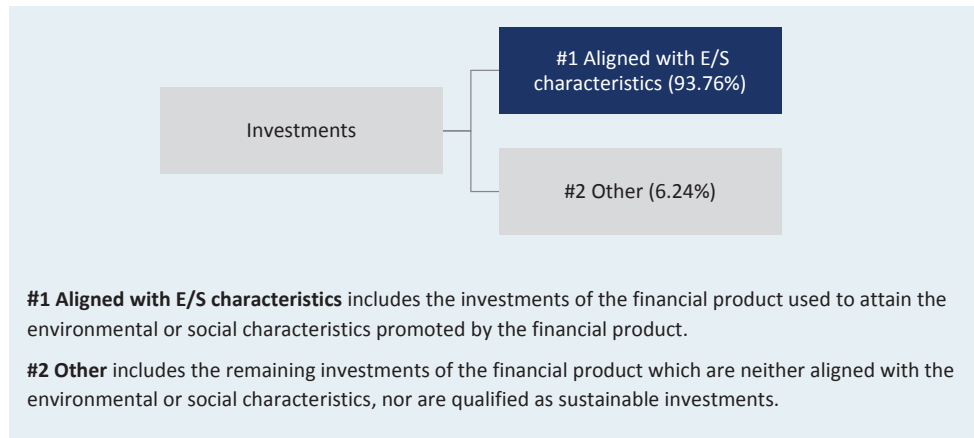 #1 Aligned with E/S
characteristics (93.76%)
Investments
#2 Other (6.24%)
#1 Aligned with E/S characteristics includes the investments of the financial product used to attain the
environmental or social characteristics promoted by the financial product.
#2 Other includes the remaining investments of the financial product which are neither aligned with the
environmental or social characteristics, nor are qualified as sustainable investments.